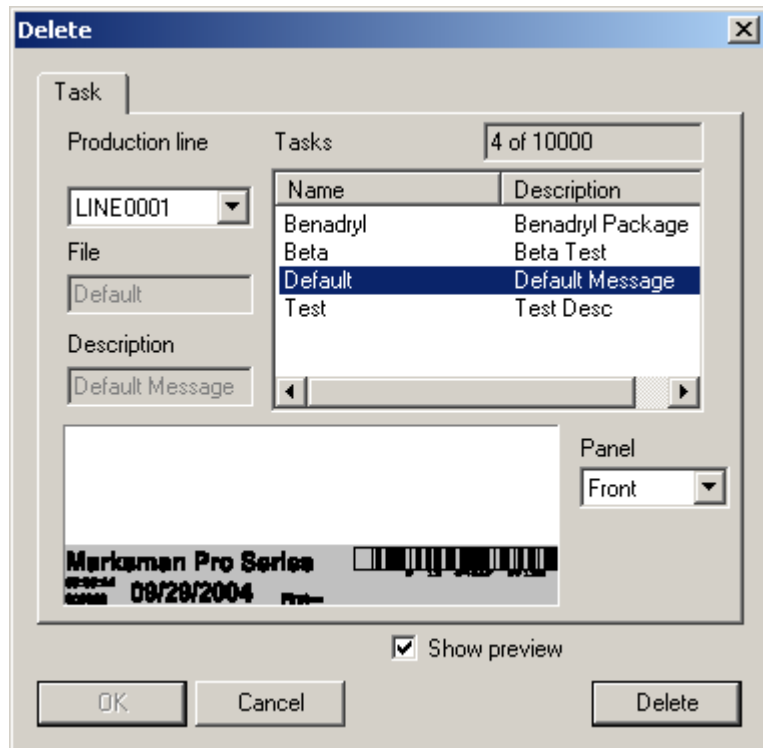 Delete
Task
Production line
Tasks
4 of 10000
LINE0001
Name Description
Benadryl Benadryl Package
Beta Beta Test
Default Default Message
Test Test Desc
File
Default
Description
Default Message
Panel
Front
Marksman Pro Series
09/29/2004
Show preview
OK Cancel Delete